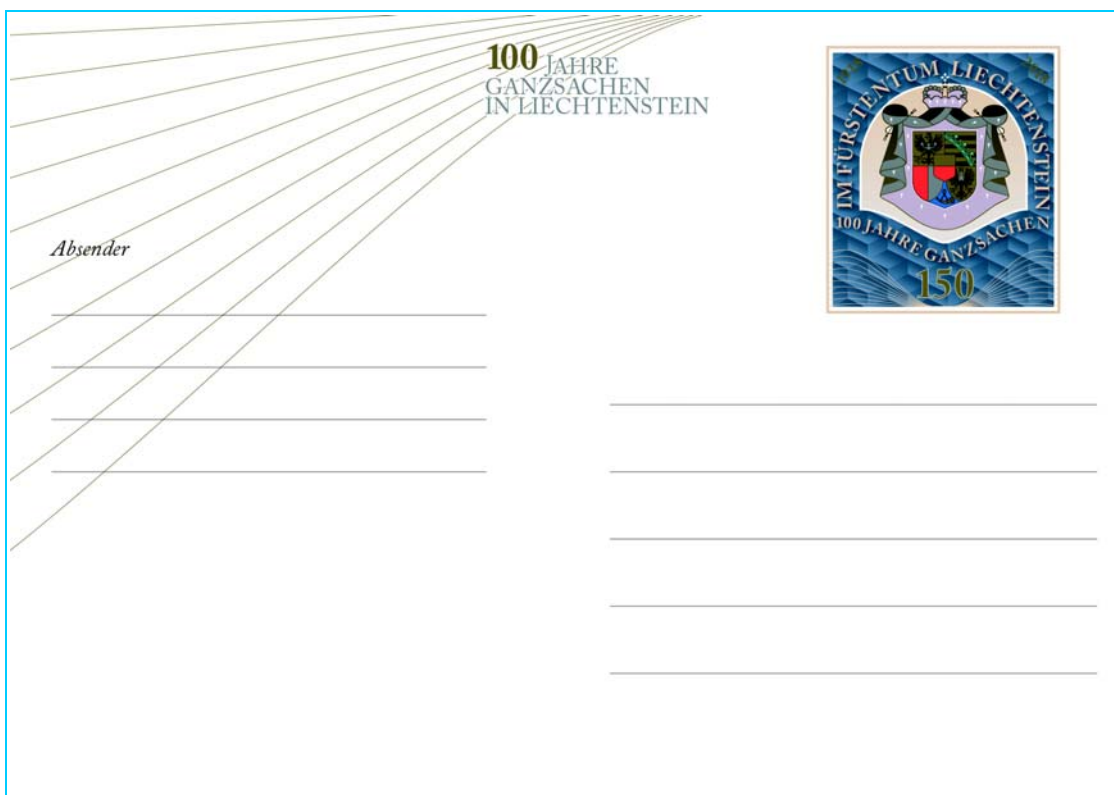 100 JAHRE
GANZSACHEN
IN LIECHTENSTEIN
IM FÜRSTENTUM LIECHTENSTEIN
100 JAHRE GANZSACHEN
150
Absender